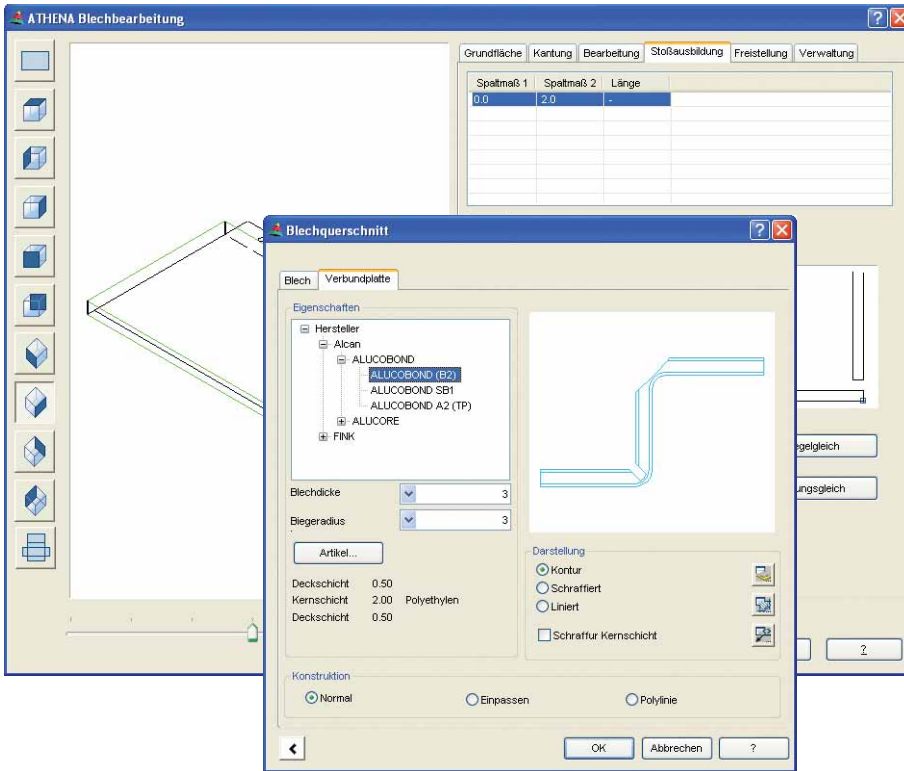 ATHENA Blechbearbeitung
Grundfläche Kantung Bearbeitung Stoßausbildung Freistellung Verwaltung
Spaltmaß 1 Spaltmaß 2 Länge
0.0 2.0 -
Blechquerschnitt
Blech Verbundplatte
Eigenschaften
Hersteller
Alcan
ALUCOBOND
ALUCOBOND (B2)
ALUCOBOND SB1
ALUCOBOND A2 (TP)
ALUCORE
FINK
Blechdicke 3
Biegeradius 3
Artikel...
Deckschicht 0.50
Kernschicht 2.00 Polyethylen
Deckschicht 0.50
Darstellung
Kontur
Schraffiert
Liniert
Schraffur Kernschicht
Konstruktion
Normal Einpassen Polylinie
OK Abbrechen ?
egelgleich
ungsgleich
?